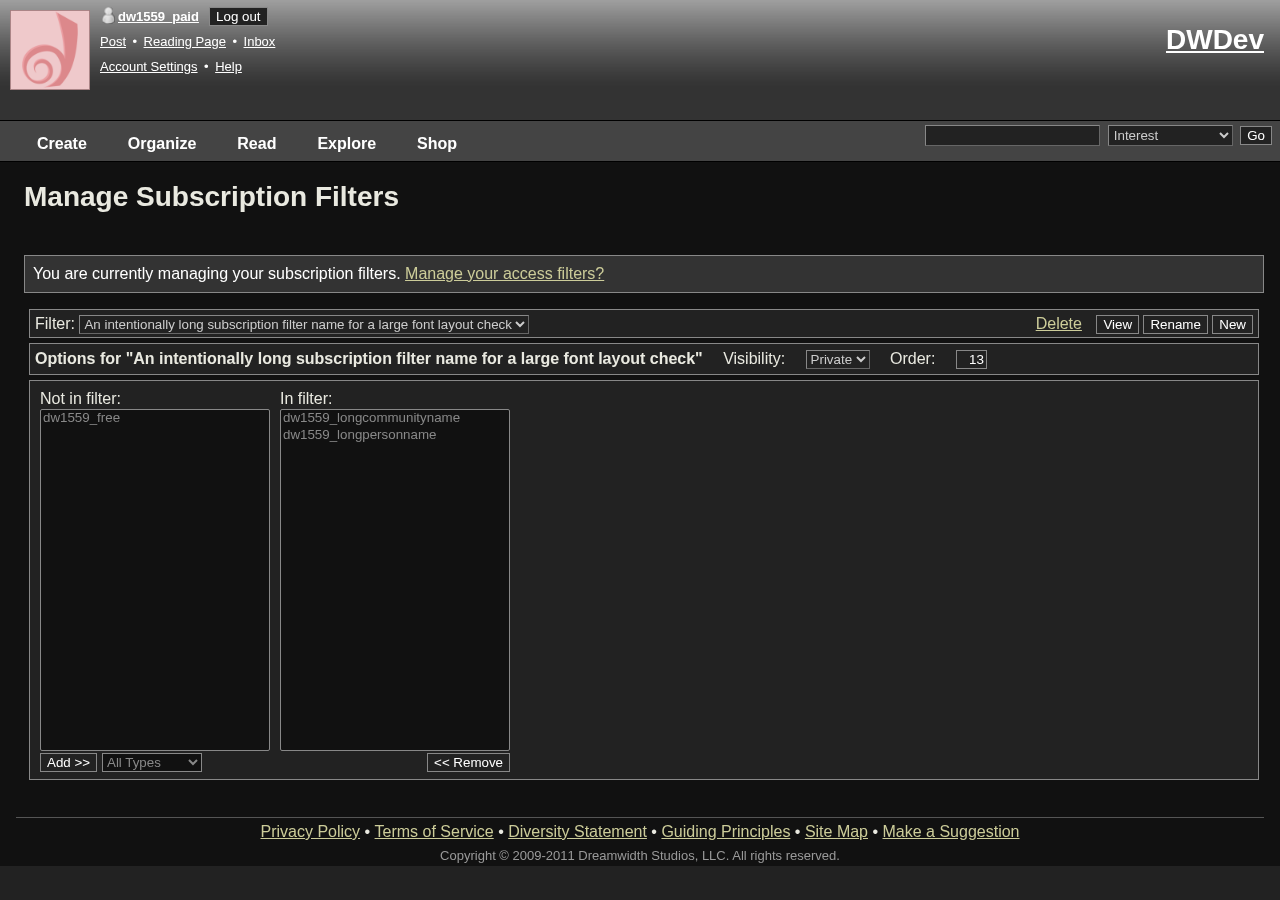 dw1559_paid Log out
Post • Reading Page • Inbox
Account Settings • Help
DWDev
Create Organize Read Explore Shop
Interest Go
Manage Subscription Filters
You are currently managing your subscription filters. Manage your access filters?
Filter: An intentionally long subscription filter name for a large font layout check Delete View Rename New
Options for "An intentionally long subscription filter name for a large font layout check" Visibility: Private Order: 13
Not in filter: In filter:
dw1559_free dw1559_longcommunityname
dw1559_longpersonname
Add >> All Types << Remove
Privacy Policy • Terms of Service • Diversity Statement • Guiding Principles • Site Map • Make a Suggestion
Copyright © 2009-2011 Dreamwidth Studios, LLC. All rights reserved.